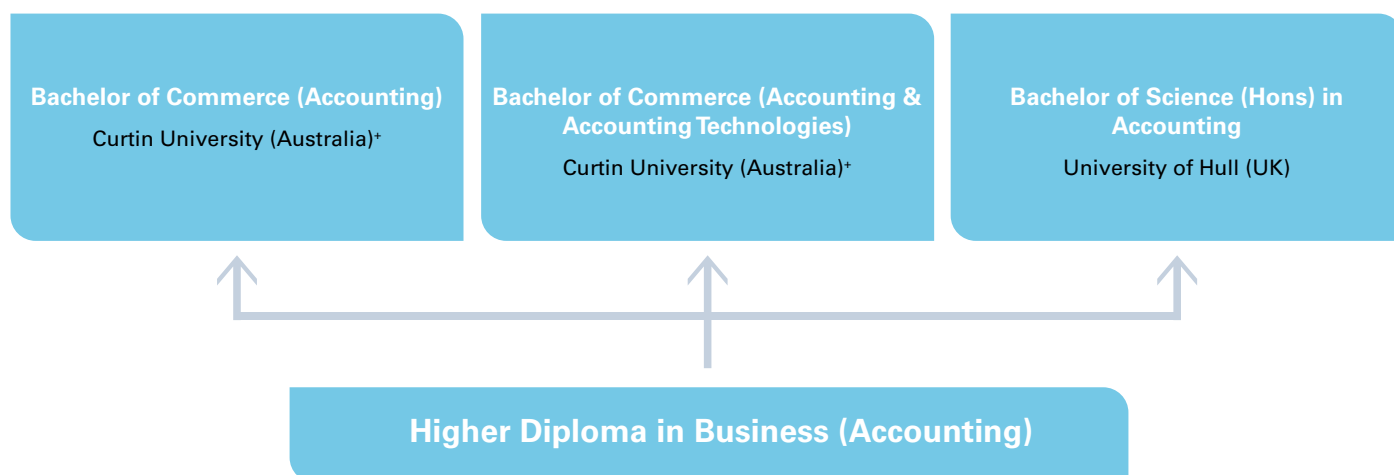 Bachelor of Commerce (Accounting)
Curtin University (Australia)+
Bachelor of Commerce (Accounting &
Accounting Technologies)
Curtin University (Australia)+
Bachelor of Science (Hons) in
Accounting
University of Hull (UK)
Higher Diploma in Business (Accounting)